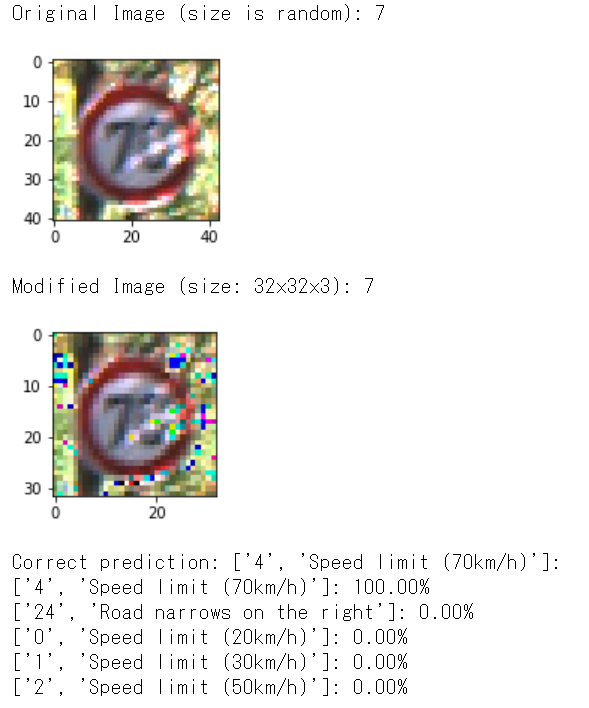 Original Image (size is random): 7
0
10
20
30
40
0 20 40
Modified Image (size: 32x32x3): 7
0
10
20
30
0 20
Correct prediction: ['4', 'Speed limit (70km/h)']:
['4', 'Speed limit (70km/h)']: 100.00%
['24', 'Road narrows on the right']: 0.00%
['0', 'Speed limit (20km/h)']: 0.00%
['1', 'Speed limit (30km/h)']: 0.00%
['2', 'Speed limit (50km/h)']: 0.00%